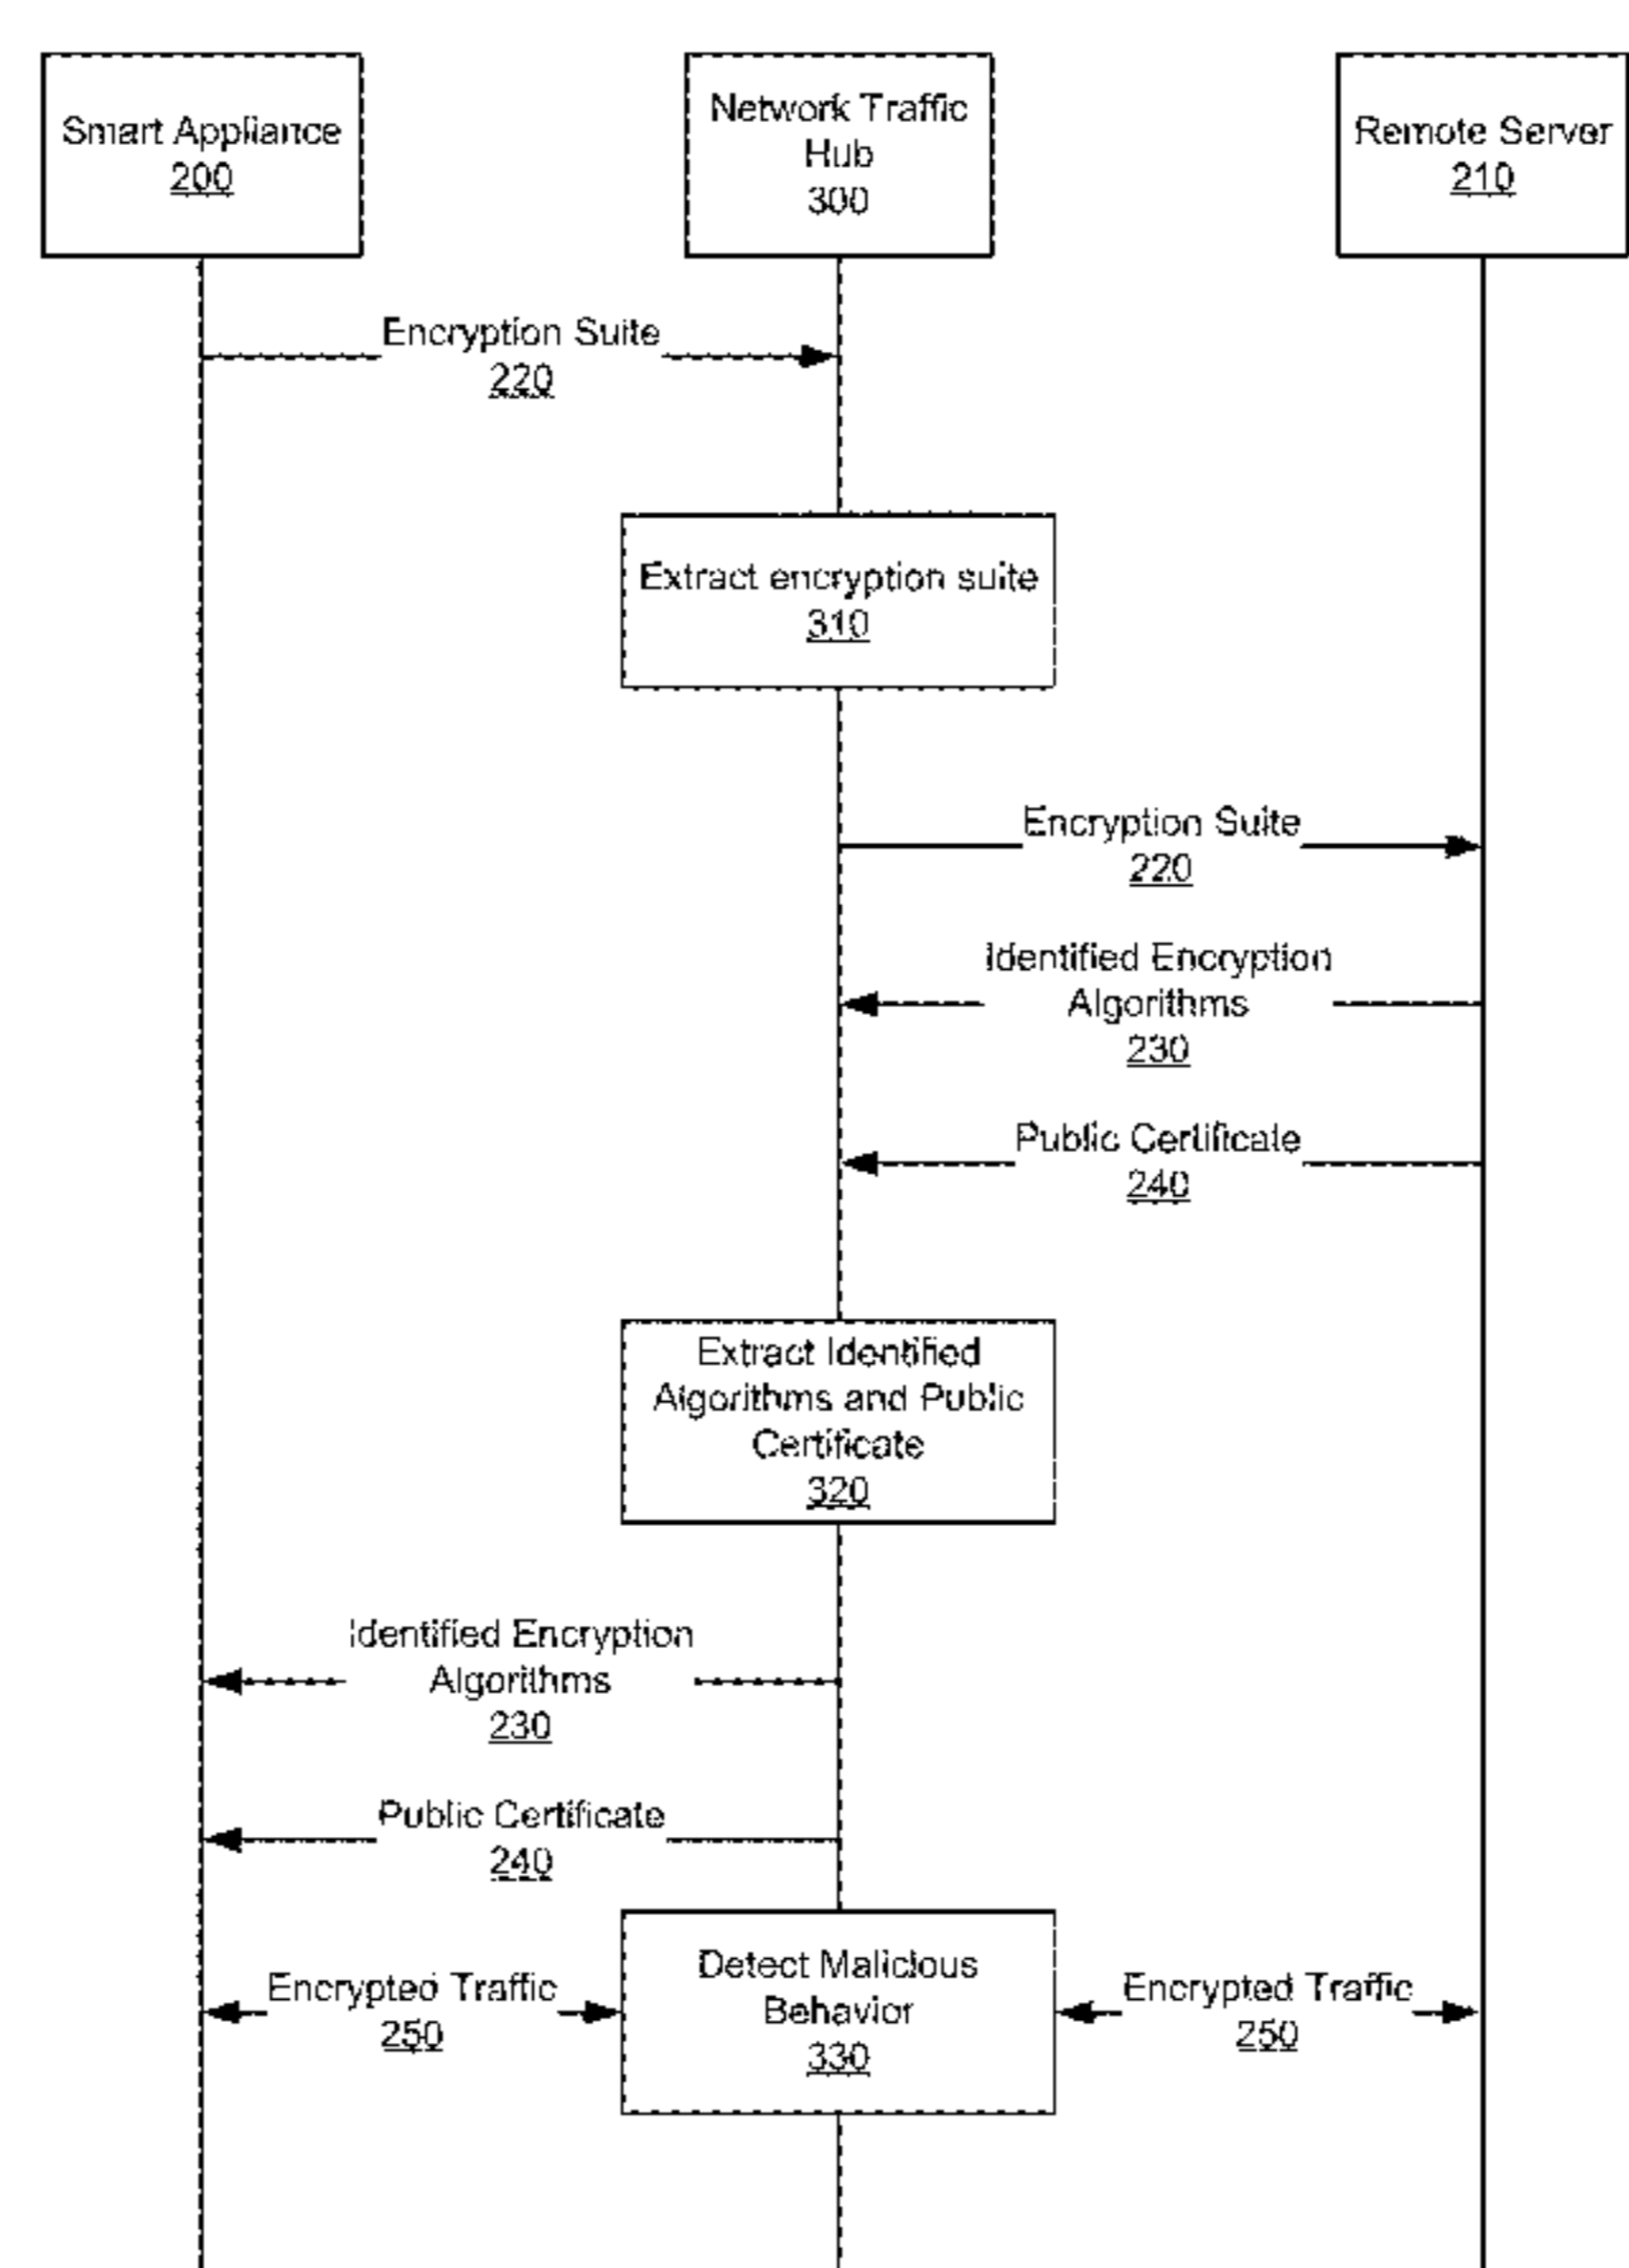 Smart Appliance
200
Network Traffic
Hub
300
Remote Server
210
Encryption Suite
220
Extract encryption suite
310
Encryption Suite
220
Identified Encryption
Algorithms
230
Public Certificate
240
Extract Identified
Algorithms and Public
Certificate
320
Identified Encryption
Algorithms
230
Public Certificate
240
Detect Malicious
Behavior
330
Encrypted Traffic
250
Encrypted Traffic
250